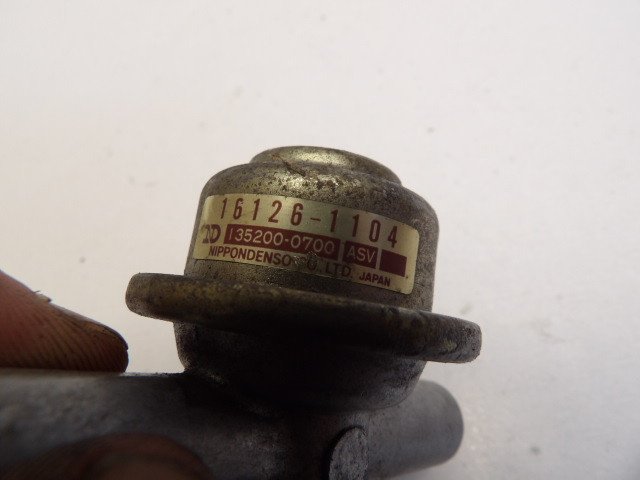 16126-1104
ND 135200-0700 ASV
NIPPONDENSO CO. LTD. JAPAN